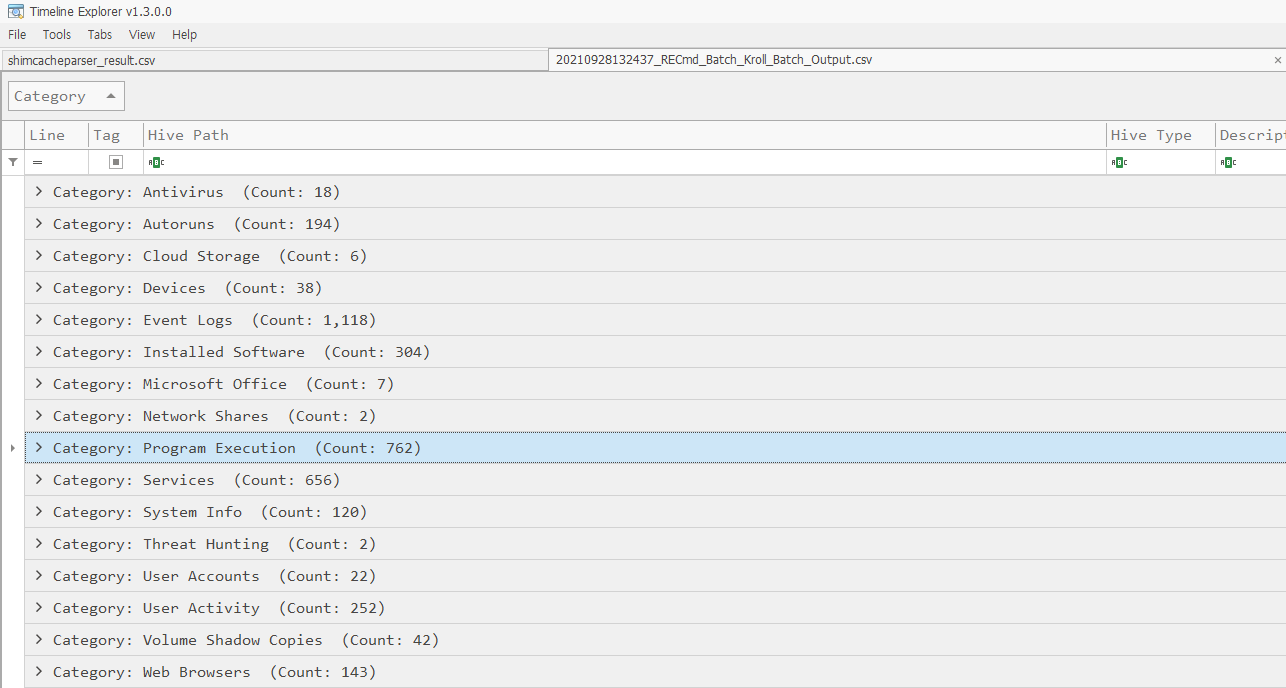 Timeline Explorer v1.3.0.0
File Tools Tabs View Help
shimcacheparser_result.csv 20210928132437_RECmd_Batch_Kroll_Batch_Output.csv ×
Category
Line Tag Hive Path Hive Type Descript
= ABC ABC ABC
Category: Antivirus (Count: 18)
Category: Autoruns (Count: 194)
Category: Cloud Storage (Count: 6)
Category: Devices (Count: 38)
Category: Event Logs (Count: 1,118)
Category: Installed Software (Count: 304)
Category: Microsoft Office (Count: 7)
Category: Network Shares (Count: 2)
Category: Program Execution (Count: 762)
Category: Services (Count: 656)
Category: System Info (Count: 120)
Category: Threat Hunting (Count: 2)
Category: User Accounts (Count: 22)
Category: User Activity (Count: 252)
Category: Volume Shadow Copies (Count: 42)
Category: Web Browsers (Count: 143)